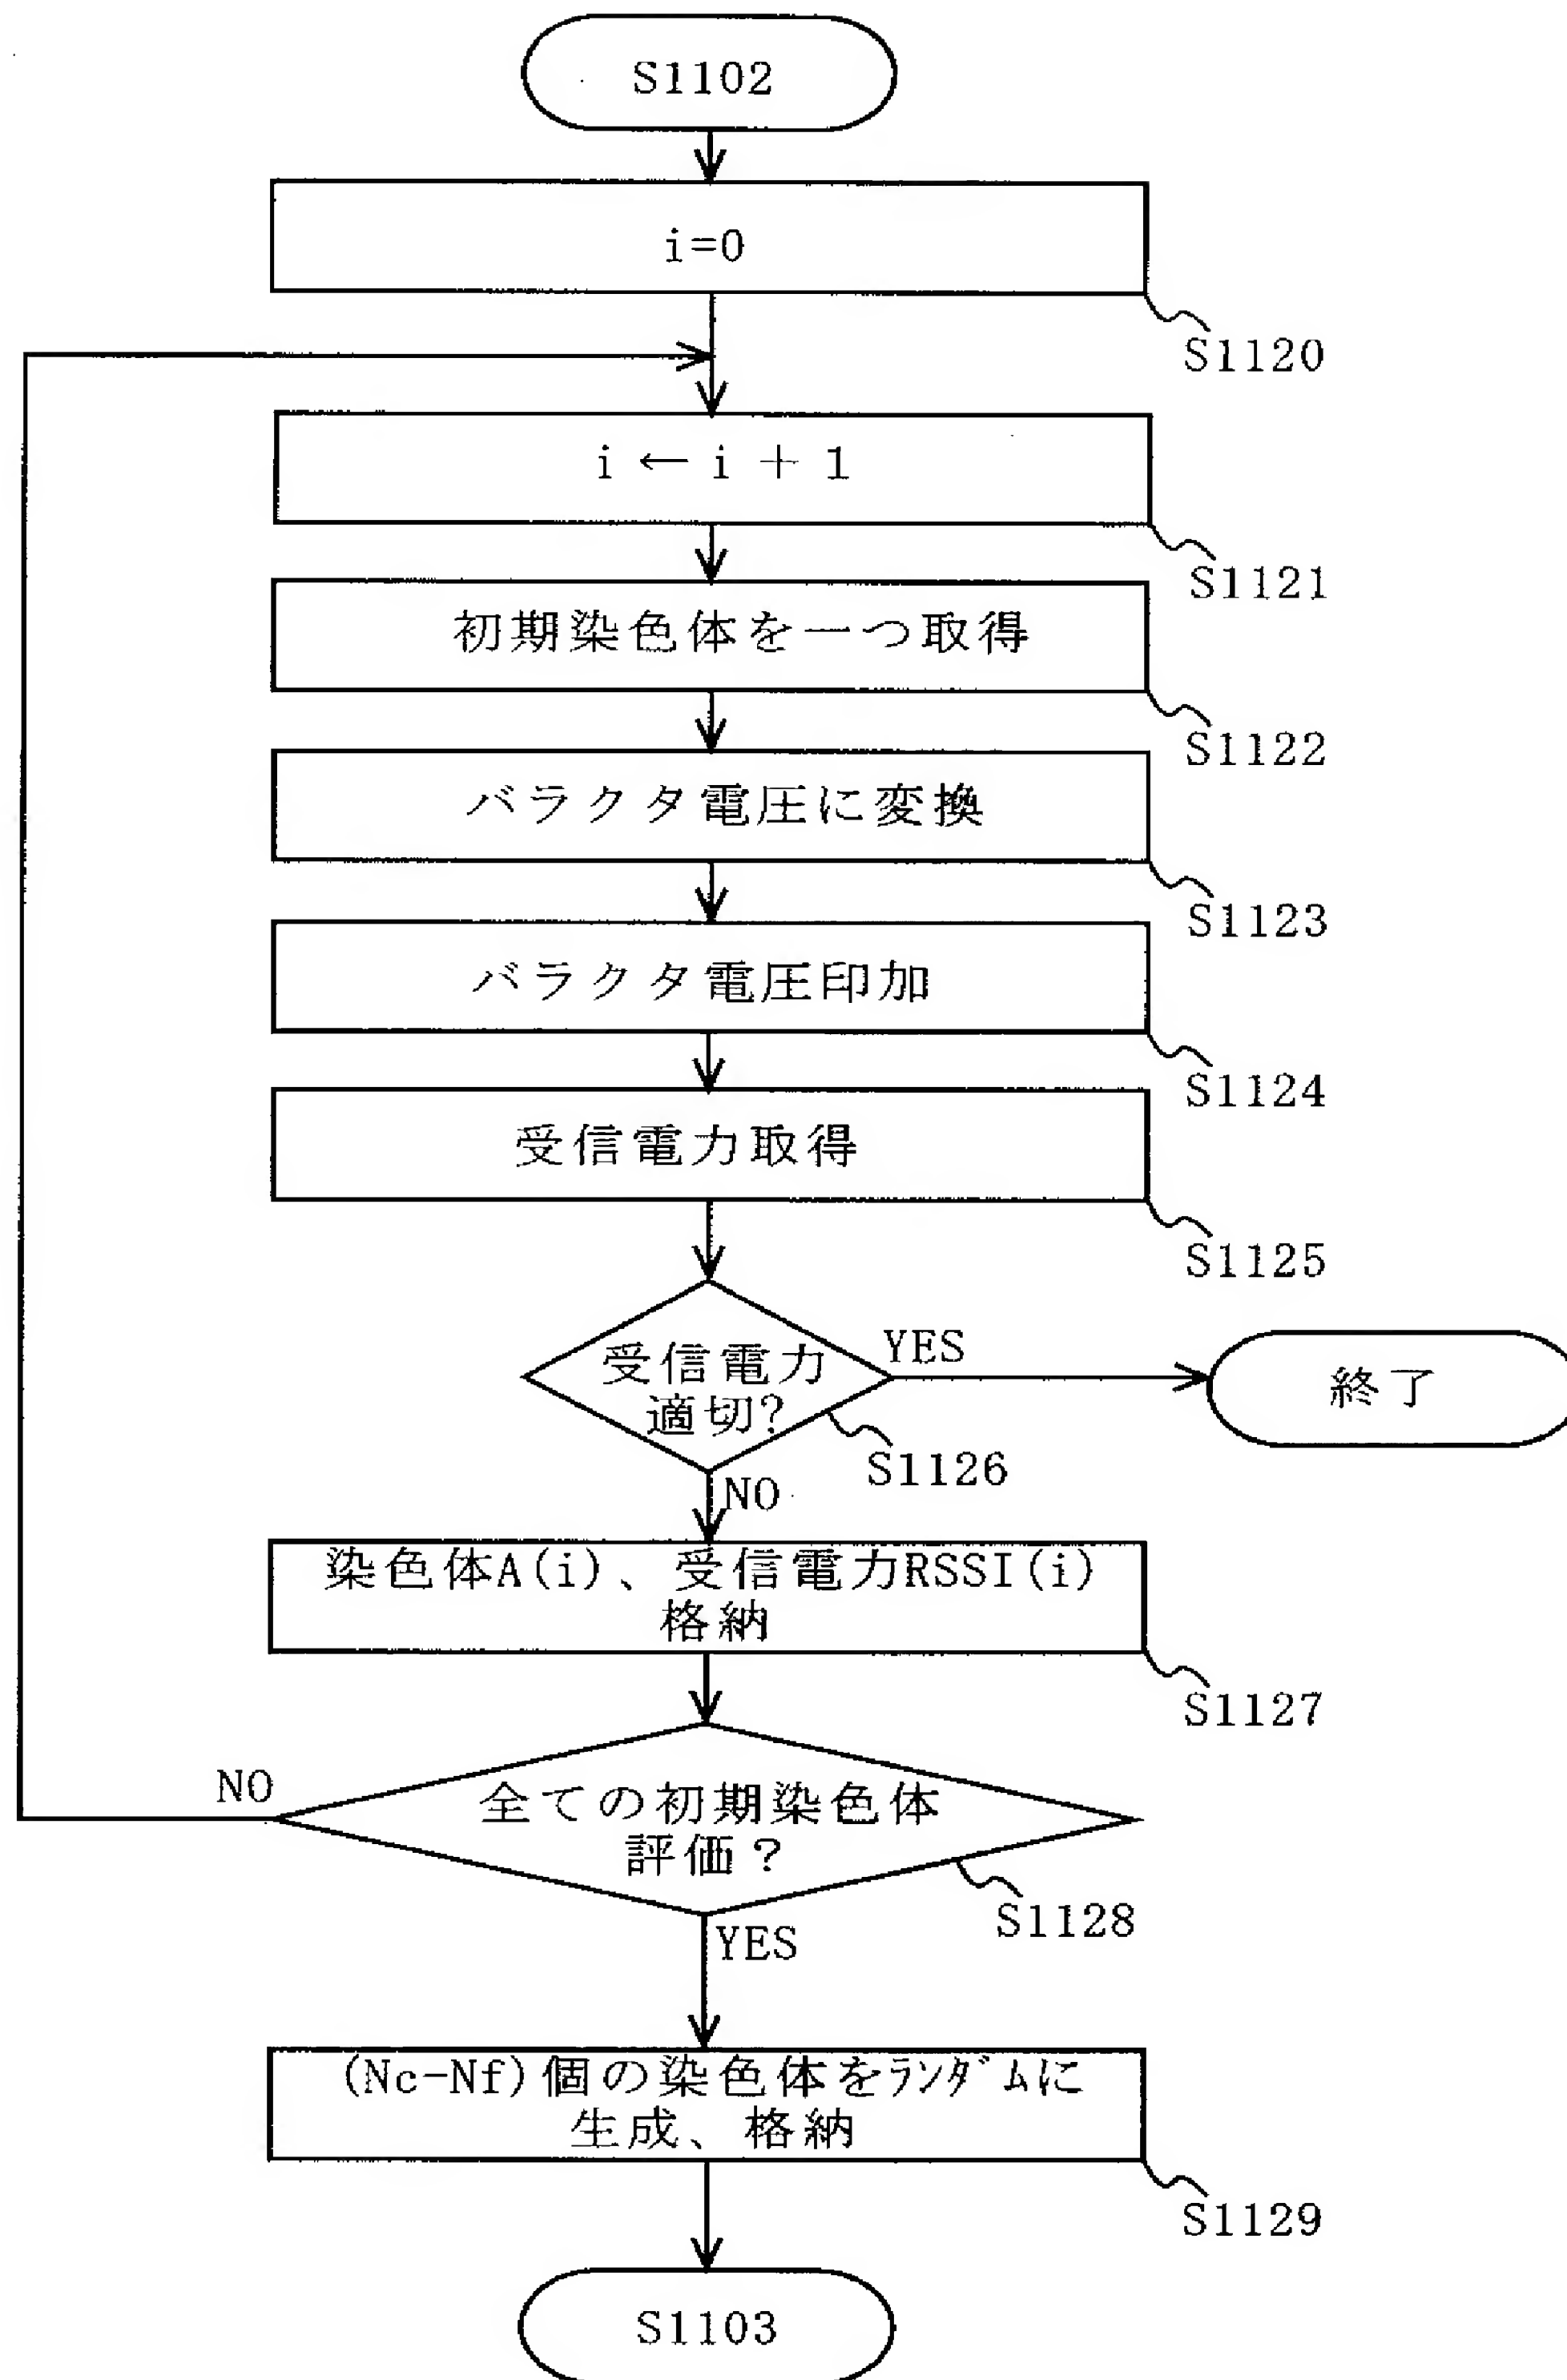 S1102
i=0
S1120
i ← i + 1
S1121
初期染色体を一つ取得
S1122
バラクタ電圧に変換
S1123
バラクタ電圧印加
S1124
受信電力取得
S1125
受信電力
適切?
YES
終了
S1126
NO
染色体A(i)、受信電力RSSI(i)
格納
S1127
NO
全ての初期染色体
評価？
S1128
YES
(Nc-Nf)個の染色体をﾗﾝﾀﾞﾑに
生成、格納
S1129
S1103